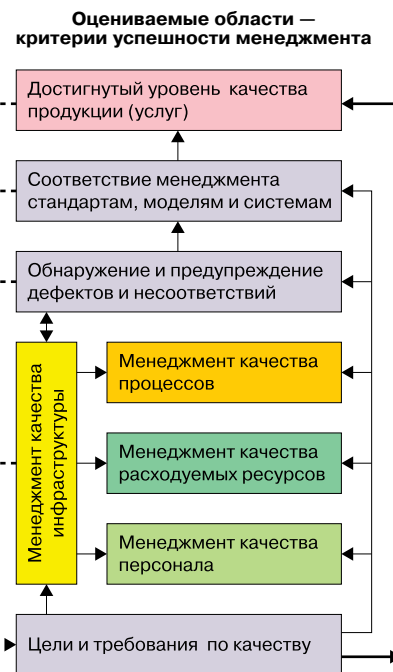 Оцениваемые области —
критерии успешности менеджмента
Достигнутый уровень качества
продукции (услуг)
Соответствие менеджмента
стандартам, моделям и системам
Обнаружение и предупреждение
дефектов и несоответствий
Менеджмент качества
инфраструктуры
Менеджмент качества
процессов
Менеджмент качества
расходуемых ресурсов
Менеджмент качества
персонала
Цели и требования по качеству